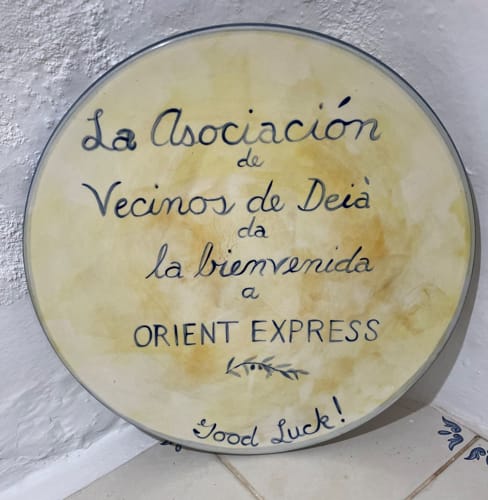 La Asociación
de
Vecinos de Deià
da
la bienvenida
a
ORIENT EXPRESS
Good Luck!